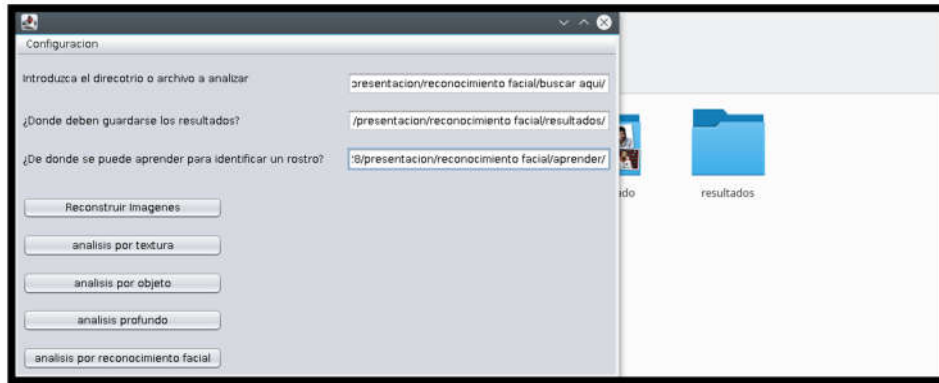 Configuracion
Introduzca el direcotrio o archivo a analizar
presentacion/reconocimiento facial/buscar aqui/
¿Donde deben guardarse los resultados?
/presentacion/reconocimiento facial/resultados/
¿De donde se puede aprender para identificar un rostro?
:8/presentacion/reconocimiento facial/aprender/
Reconstruir Imagenes
analisis por textura
analisis por objeto
analisis profundo
analisis por reconocimiento facial
ado
resultados